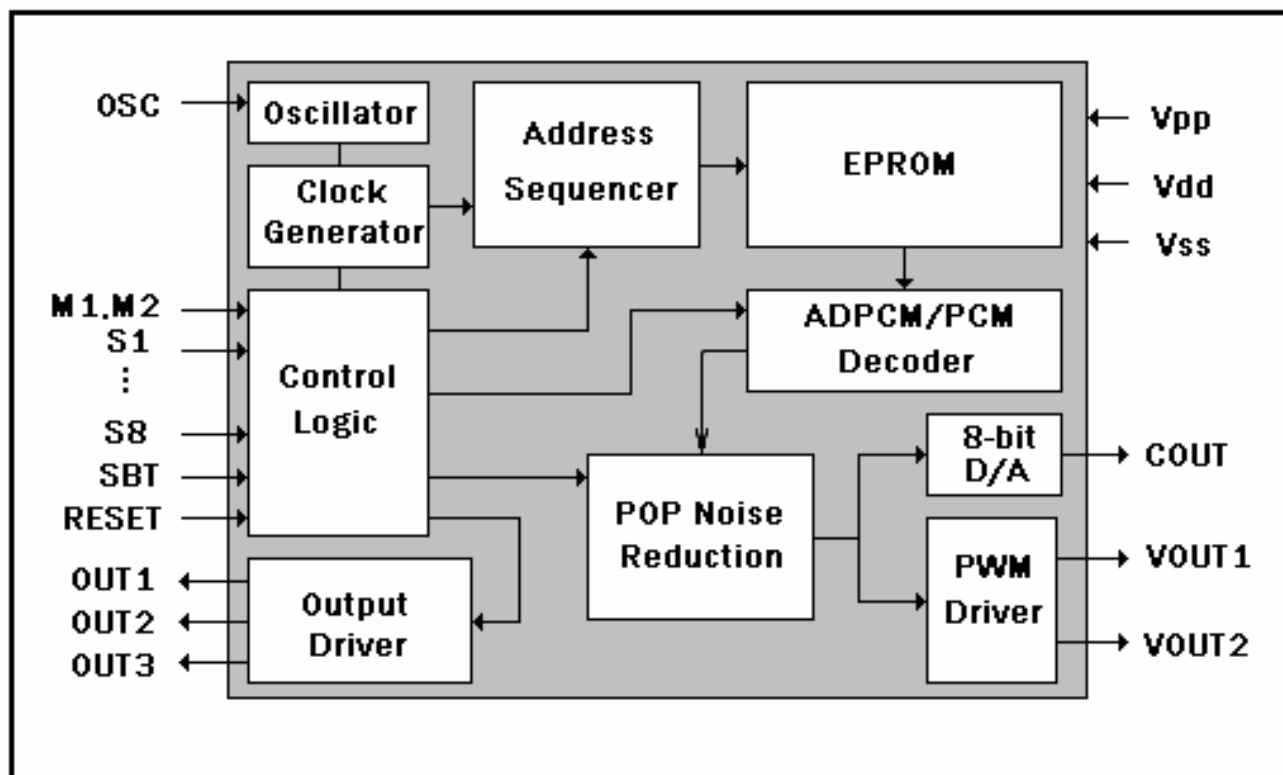 OSC
Oscillator
Clock
Generator
Address
Sequencer
EPROM
Vpp
Vdd
Vss
M1,M2
S1
⋮
S8
SBT
RESET
Control
Logic
ADPCM/PCM
Decoder
POP Noise
Reduction
8-bit
D/A
COUT
PWM
Driver
VOUT1
VOUT2
OUT1
OUT2
OUT3
Output
Driver